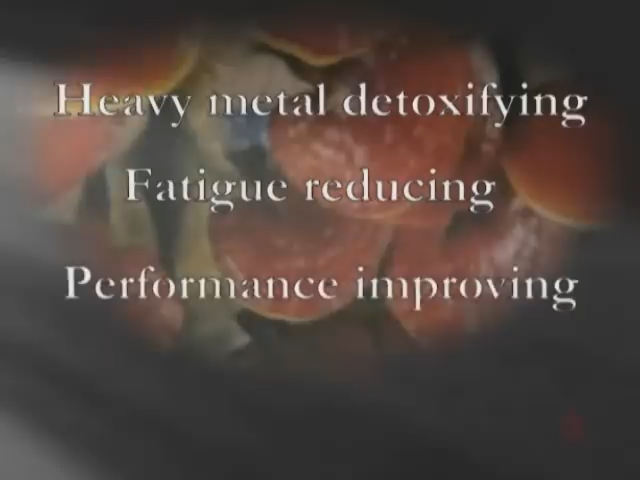 Heavy metal detoxifying
Fatigue reducing
Performance improving